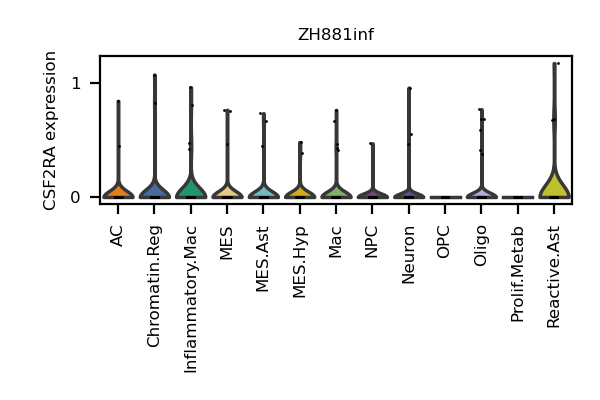 ZH881inf
CSF2RA expression
1
0
AC
Chromatin.Reg
Inflammatory.Mac
MES
MES.Ast
MES.Hyp
Mac
NPC
Neuron
OPC
Oligo
Prolif.Metab
Reactive.Ast